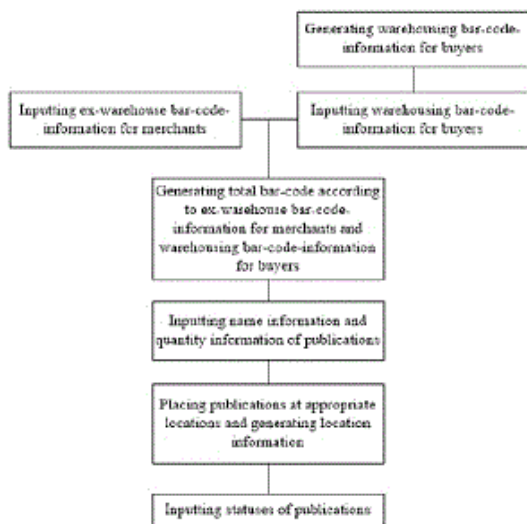 Generating warehousing bar-code-
information for buyers
Inputting ex-warehouse bar-code-
information for merchants
Inputting warehousing bar-code-
information for buyers
Generating total bar-code according
to ex-warehouse bar-code-
information for merchants and
warehousing bar-code-information
for buyers
Inputting name information and
quantity information of publications
Placing publications at appropriate
locations and generating location
information
Inputting statuses of publications